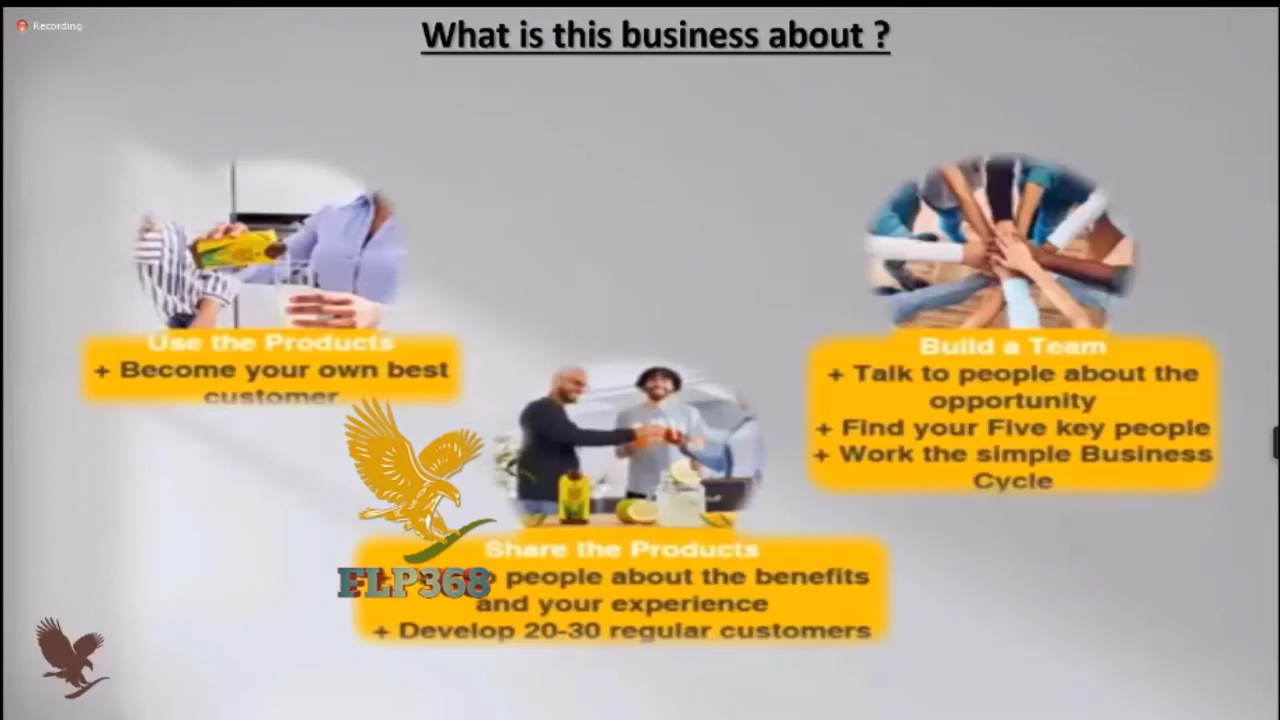 Recording
What is this business about ?
Use the Products
+ Become your own best
customer
Build a Team
+ Talk to people about the
opportunity
+ Find your Five key people
+ Work the simple Business
Cycle
Share the Products
people about the benefits
and your experience
+ Develop 20-30 regular customers
FLP368